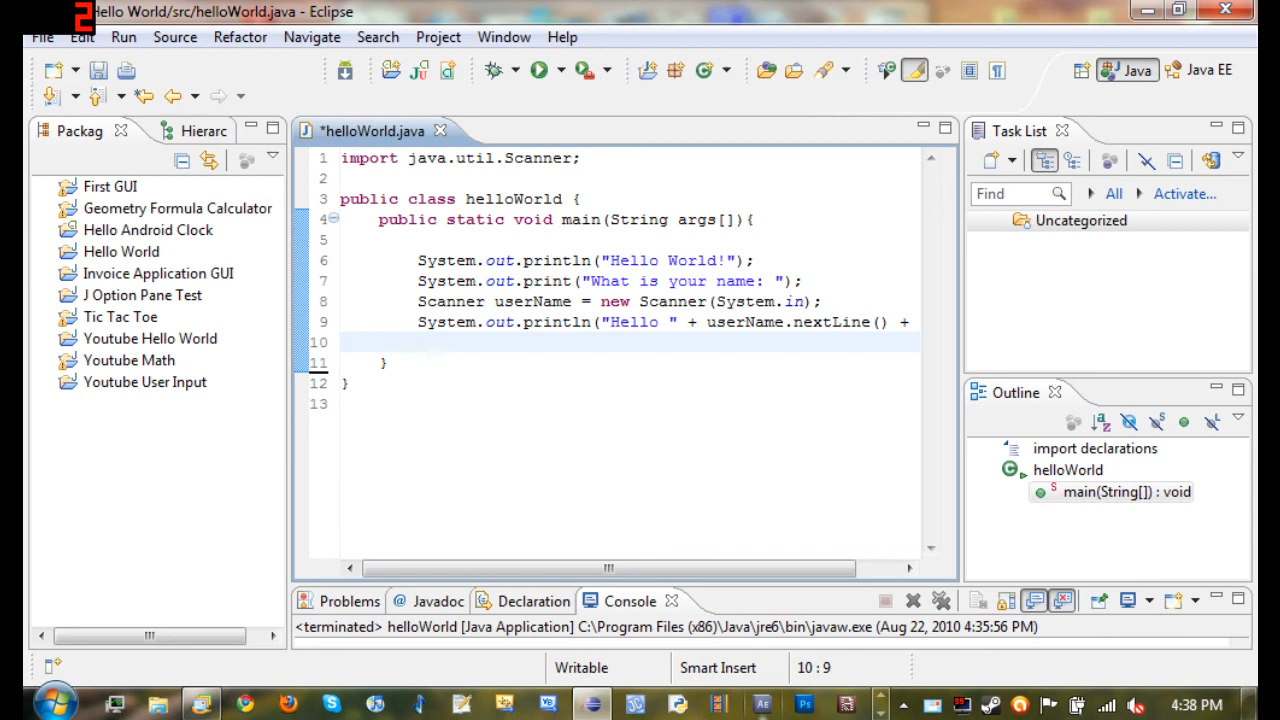 2
Hello World/src/helloWorld.java - Eclipse
File Edit Run Source Refactor Navigate Search Project Window Help
Java
Java EE
Packag
Hierarc
First GUI
Geometry Formula Calculator
Hello Android Clock
Hello World
Invoice Application GUI
J Option Pane Test
Tic Tac Toe
Youtube Hello World
Youtube Math
Youtube User Input
*helloWorld.java
1 import java.util.Scanner;
2
3 public class helloWorld {
4 public static void main(String args[]){
5
6 System.out.println("Hello World!");
7 System.out.print("What is your name: ");
8 Scanner userName = new Scanner(System.in);
9 System.out.println("Hello " + userName.nextLine() +
10
11 }
12 }
13
Task List
Find
All
Activate...
Uncategorized
Outline
import declarations
helloWorld
main(String[]) : void
Problems
@ Javadoc
Declaration
Console
<terminated> helloWorld [Java Application] C:\Program Files (x86)\Java\jre6\bin\javaw.exe (Aug 22, 2010 4:35:56 PM)
Writable
Smart Insert
10 : 9
4:38 PM